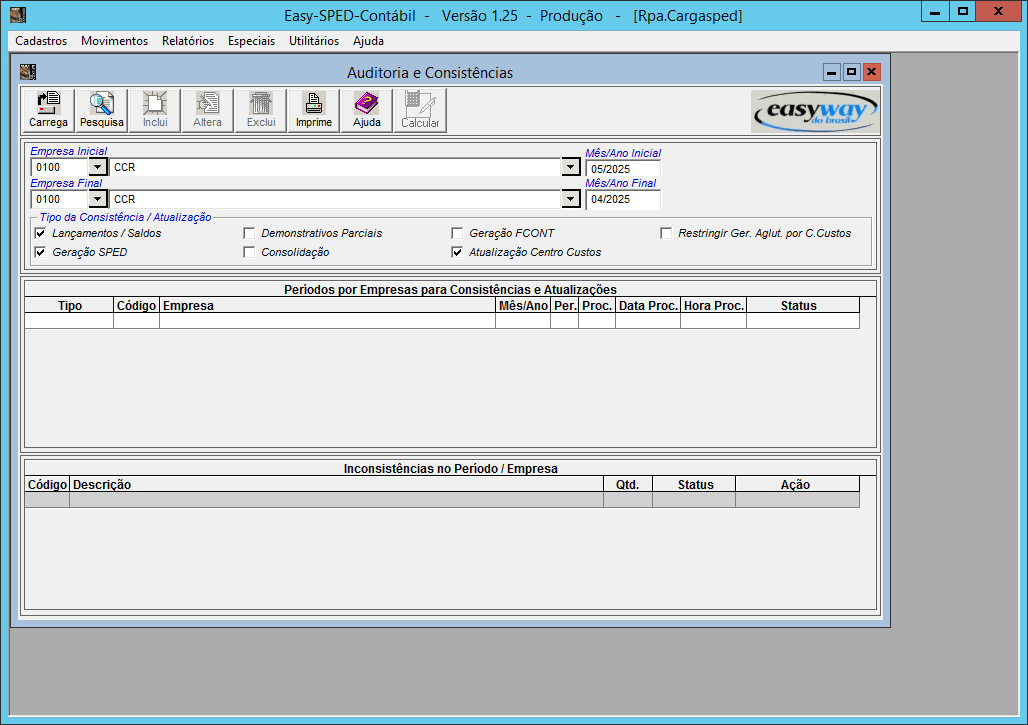 Easy-SPED-Contábil - Versão 1.25 - Produção - [Rpa.Cargasped]
Cadastros Movimentos Relatórios Especiais Utilitários Ajuda
Auditoria e Consistências
Carrega Pesquisa Inclui Altera Exclui Imprime Ajuda Calcular
easyway
do brasil
Empresa Inicial Mês/Ano Inicial
0100 CCR 05/2025
Empresa Final Mês/Ano Final
0100 CCR 04/2025
Tipo da Consistência / Atualização
Lançamentos / Saldos Demonstrativos Parciais Geração FCONT Restringir Ger. Aglut. por C.Custos
Geração SPED Consolidação Atualização Centro Custos
Períodos por Empresas para Consistências e Atualizações
Tipo Código Empresa Mês/Ano Per. Proc. Data Proc. Hora Proc. Status
Inconsistências no Período / Empresa
Código Descrição Qtd. Status Ação